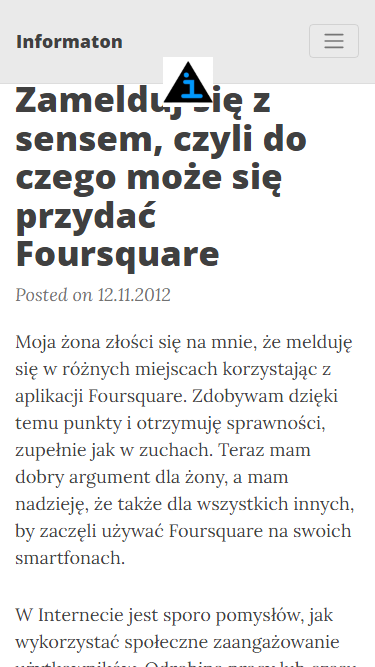 Informaton
Zamelduj się z
sensem, czyli do
czego może się
przydać
Foursquare
Posted on 12.11.2012
Moja żona złości się na mnie, że melduję
się w różnych miejscach korzystając z
aplikacji Foursquare. Zdobywam dzięki
temu punkty i otrzymuję sprawności,
zupełnie jak w zuchach. Teraz mam
dobry argument dla żony, a mam
nadzieję, że także dla wszystkich innych,
by zaczęli używać Foursquare na swoich
smartfonach.
W Internecie jest sporo pomysłów, jak
wykorzystać społeczne zaangażowanie